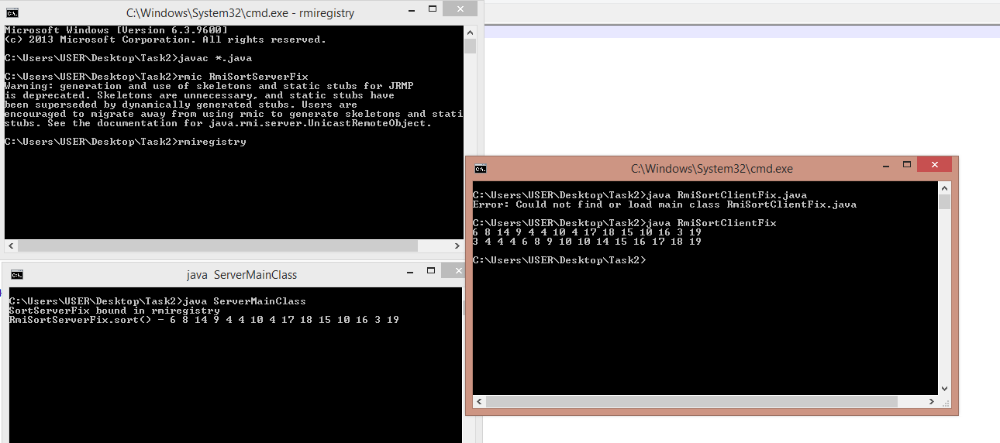 C:\Windows\System32\cmd.exe - rmiregistry
Microsoft Windows [Version 6.3.9600]
(c) 2013 Microsoft Corporation. All rights reserved.
C:\Users\USER\Desktop\Task2>javac *.java
C:\Users\USER\Desktop\Task2>rmic RmiSortServerFix
Warning: generation and use of skeletons and static stubs for JRMP
is deprecated. Skeletons are unnecessary, and static stubs have
been superseded by dynamically generated stubs. Users are
encouraged to migrate away from using rmic to generate skeletons and stati
stubs. See the documentation for java.rmi.server.UnicastRemoteObject.
C:\Users\USER\Desktop\Task2>rmiregistry
java ServerMainClass
C:\Users\USER\Desktop\Task2>java ServerMainClass
SortServerFix bound in rmiregistry
RmiSortServerFix.sort() - 6 8 14 9 4 4 10 4 17 18 15 10 16 3 19
C:\Windows\System32\cmd.exe
C:\Users\USER\Desktop\Task2>java RmiSortClientFix.java
Error: Could not find or load main class RmiSortClientFix.java
C:\Users\USER\Desktop\Task2>java RmiSortClientFix
6 8 14 9 4 4 10 4 17 18 15 10 16 3 19
3 4 4 4 6 8 9 10 10 14 15 16 17 18 19
C:\Users\USER\Desktop\Task2>